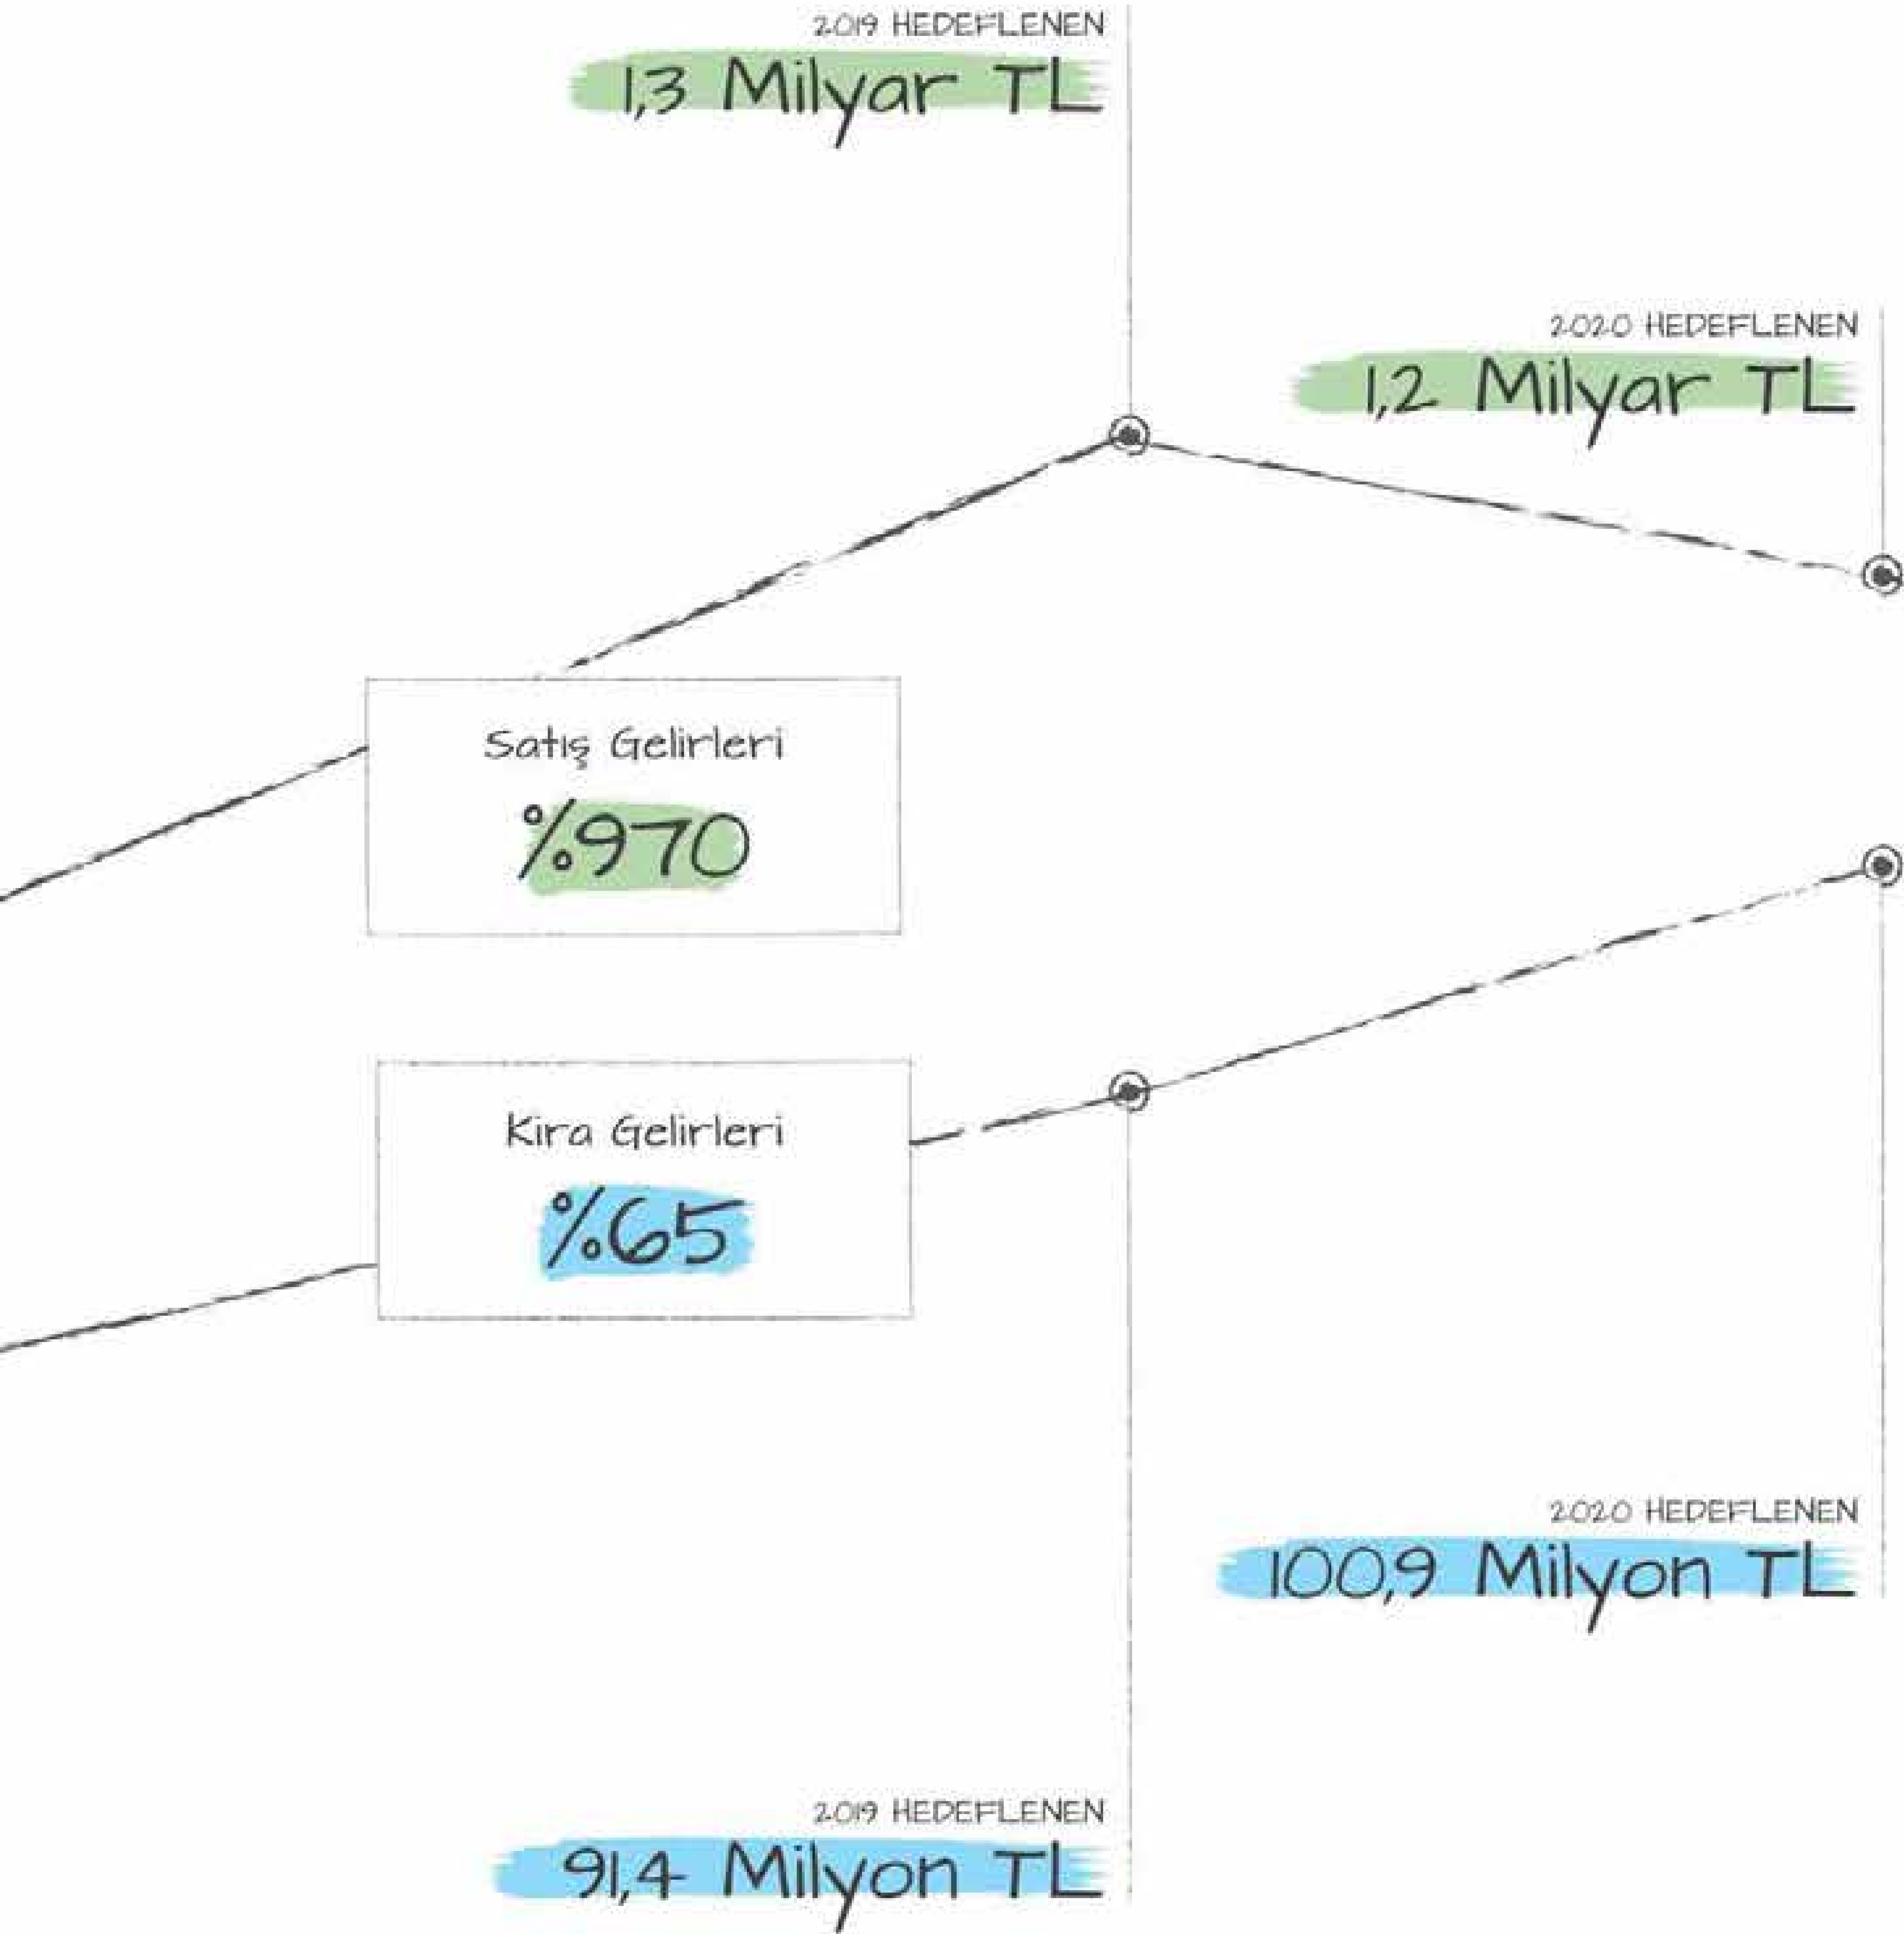 2019 HEDEFLENEN
1,3 Milyar TL
2020 HEDEFLENEN
1,2 Milyar TL
Satış Gelirleri
%970
Kira Gelirleri
%65
2020 HEDEFLENEN
100,9 Milyon TL
2019 HEDEFLENEN
91,4 Milyon TL